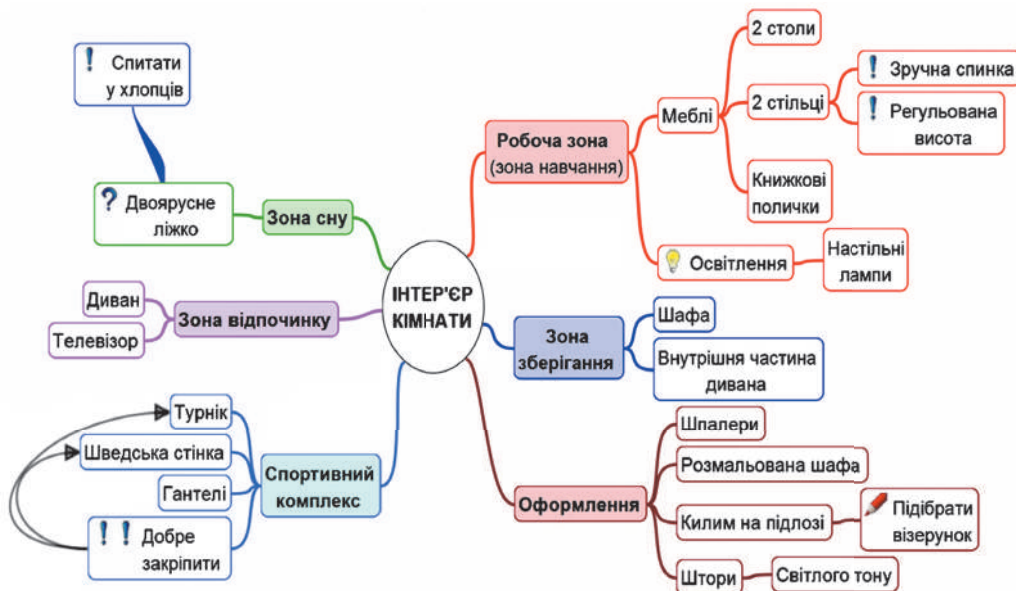 Спитати
у хлопців
Двоярусне
ліжко
Зона сну
Диван
Телевізор
Зона відпочинку
Турнік
Шведська стінка
Гантелі
Добре
закріпити
Спортивний
комплекс
ІНТЕР'ЄР
КІМНАТИ
Робоча зона
(зона навчання)
Меблі
2 столи
2 стільці
Зручна спинка
Регульована
висота
Книжкові
полички
Освітлення
Настільні
лампи
Зона
зберігання
Шафа
Внутрішня частина
дивана
Оформлення
Шпалери
Розмальована шафа
Килим на підлозі
Підібрати
візерунок
Штори
Світлого тону